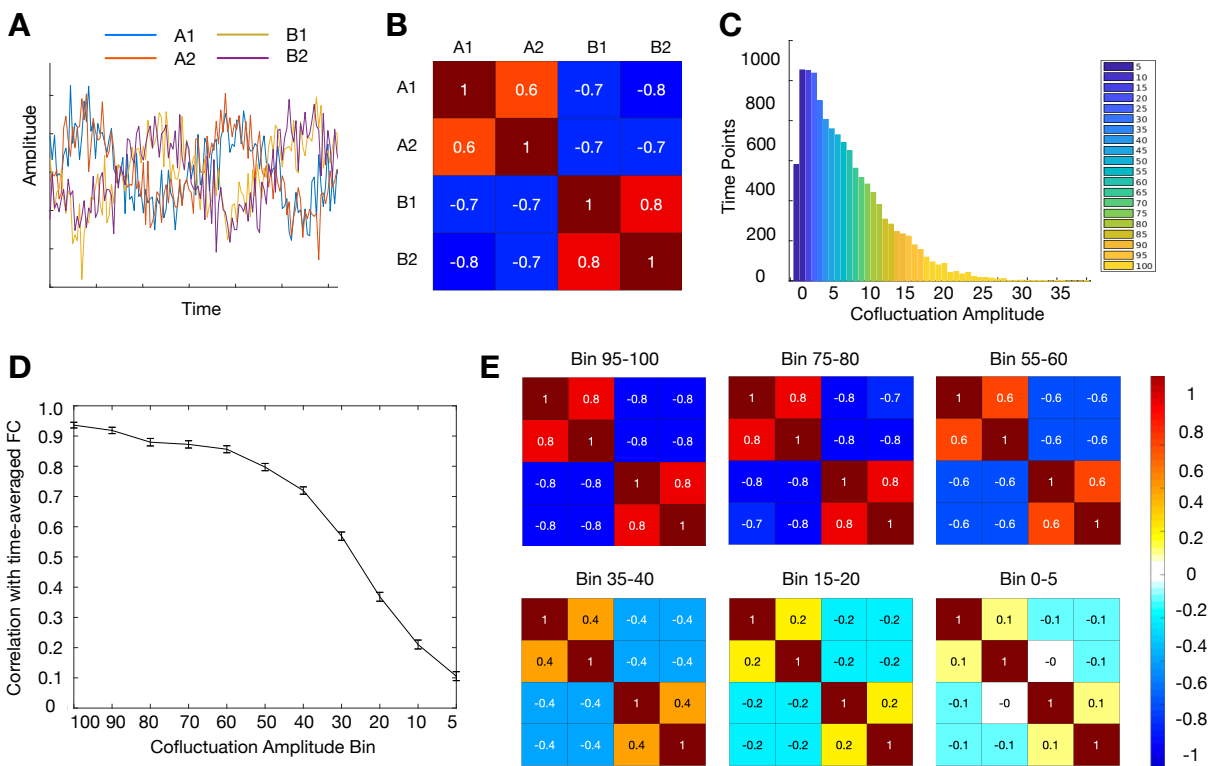 A
A1
B1
A2
B2
Amplitude
Time
B
A1 A2 B1 B2
A1 1 0.6 -0.7 -0.8
A2 0.6 1 -0.7 -0.7
B1 -0.7 -0.7 1 0.8
B2 -0.8 -0.7 0.8 1
C
1000
800
600
400
200
0
Time Points
0 5 10 15 20 25 30 35
Cofluctuation Amplitude
5
10
15
20
25
30
35
40
45
50
55
60
65
70
75
80
85
90
95
100
D
1.0
0.9
0.8
0.7
0.6
0.5
0.4
0.3
0.2
0.1
0
Correlation with time-averaged FC
100 90 80 70 60 50 40 30 20 10 5
Cofluctuation Amplitude Bin
E
Bin 95-100
1 0.8 -0.8 -0.8
0.8 1 -0.8 -0.8
-0.8 -0.8 1 0.8
-0.8 -0.8 0.8 1
Bin 75-80
1 0.8 -0.8 -0.7
0.8 1 -0.8 -0.8
-0.8 -0.8 1 0.8
-0.7 -0.8 0.8 1
Bin 55-60
1 0.6 -0.6 -0.6
0.6 1 -0.6 -0.6
-0.6 -0.6 1 0.6
-0.6 -0.6 0.6 1
Bin 35-40
1 0.4 -0.4 -0.4
0.4 1 -0.4 -0.4
-0.4 -0.4 1 0.4
-0.4 -0.4 0.4 1
Bin 15-20
1 0.2 -0.2 -0.2
0.2 1 -0.2 -0.2
-0.2 -0.2 1 0.2
-0.2 -0.2 0.2 1
Bin 0-5
1 0.1 -0.1 -0.1
0.1 1 -0 -0.1
-0.1 -0 1 0.1
-0.1 -0.1 0.1 1
1
0.8
0.6
0.4
0.2
0
-0.2
-0.4
-0.6
-0.8
-1